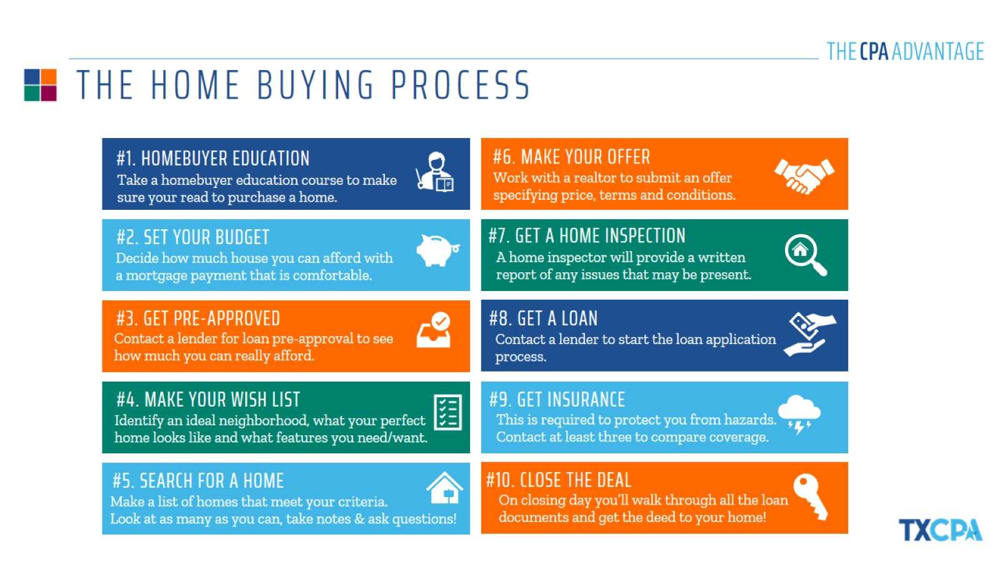 THE CPA ADVANTAGE
THE HOME BUYING PROCESS
#1. HOMEBUYER EDUCATION
Take a homebuyer education course to make
sure your read to purchase a home.
#2. SET YOUR BUDGET
Decide how much house you can afford with
a mortgage payment that is comfortable.
#3. GET PRE-APPROVED
Contact a lender for loan pre-approval to see
how much you can really afford.
#4. MAKE YOUR WISH LIST
Identify an ideal neighborhood, what your perfect
home looks like and what features you need/want.
#5. SEARCH FOR A HOME
Make a list of homes that meet your criteria.
Look at as many as you can, take notes & ask questions!
#6. MAKE YOUR OFFER
Work with a realtor to submit an offer
specifying price, terms and conditions.
#7. GET A HOME INSPECTION
A home inspector will provide a written
report of any issues that may be present.
#8. GET A LOAN
Contact a lender to start the loan application
process.
#9. GET INSURANCE
This is required to protect you from hazards.
Contact at least three to compare coverage.
#10. CLOSE THE DEAL
On closing day you'll walk through all the loan
documents and get the deed to your home!
TXCPA